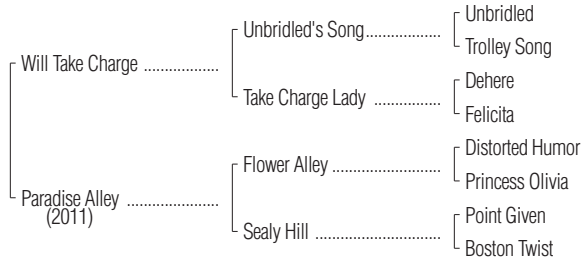 Unbridled
Unbridled's Song
Trolley Song
Will Take Charge
Dehere
Take Charge Lady
Felicita
Distorted Humor
Flower Alley
Princess Olivia
Paradise Alley
(2011)
Point Given
Sealy Hill
Boston Twist